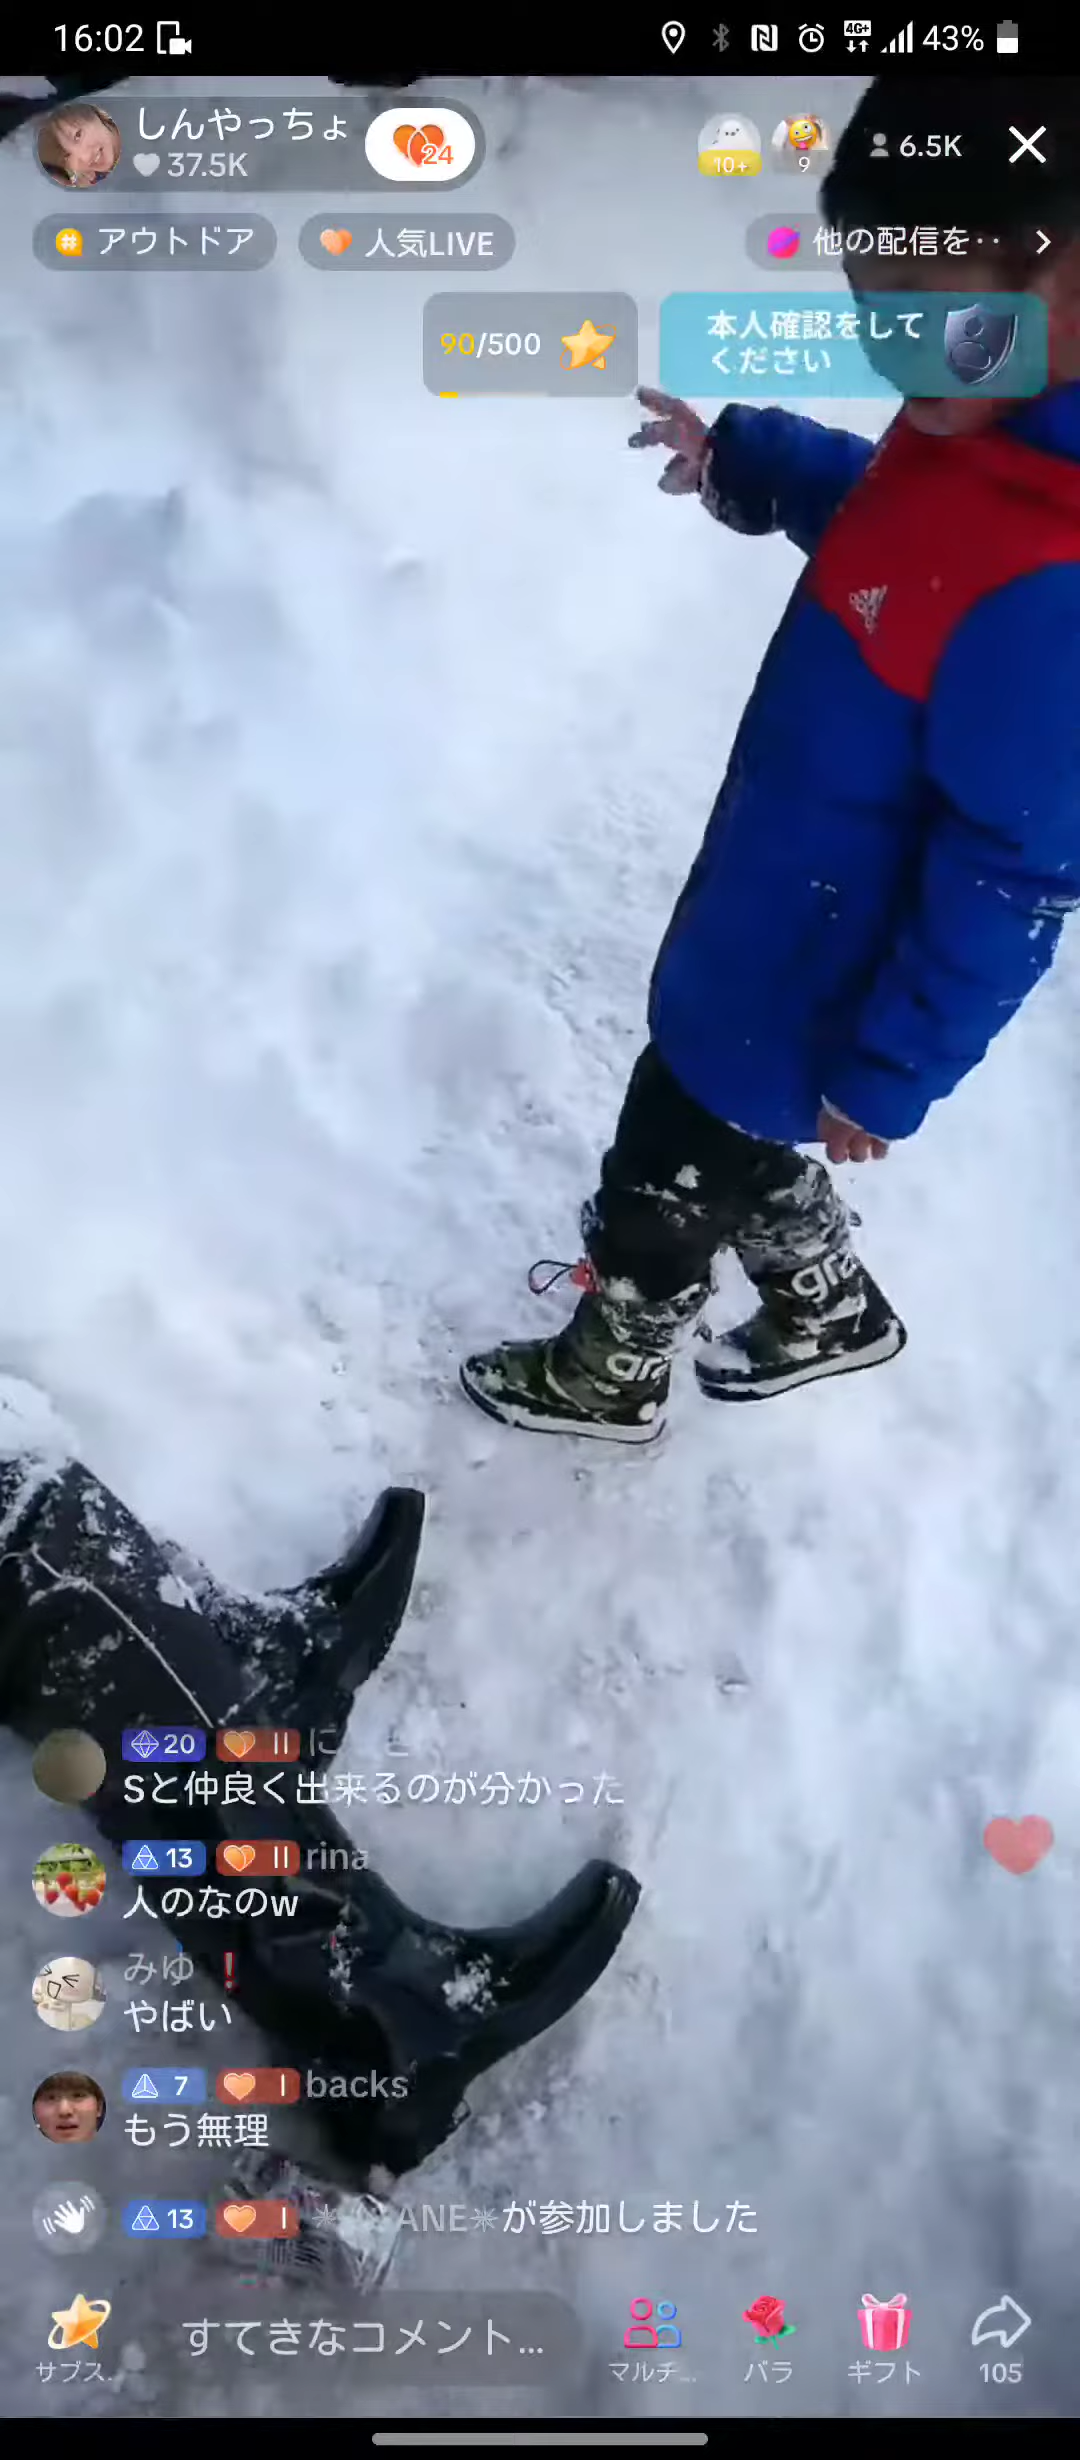 16:02
4G+
43%
しんやっちょ
37.5K
24
10+
9
6.5K
アウトドア
人気LIVE
他の配信を‥
90/500
本人確認をして
ください
20 II
Sと仲良く出来るのが分かった
13 II rina
人のなのw
みゆ❗
やばい
7 I backs
もう無理
13 I ANE✳が参加しました
サブス...
すてきなコメント...
マルチ...
バラ
ギフト
105